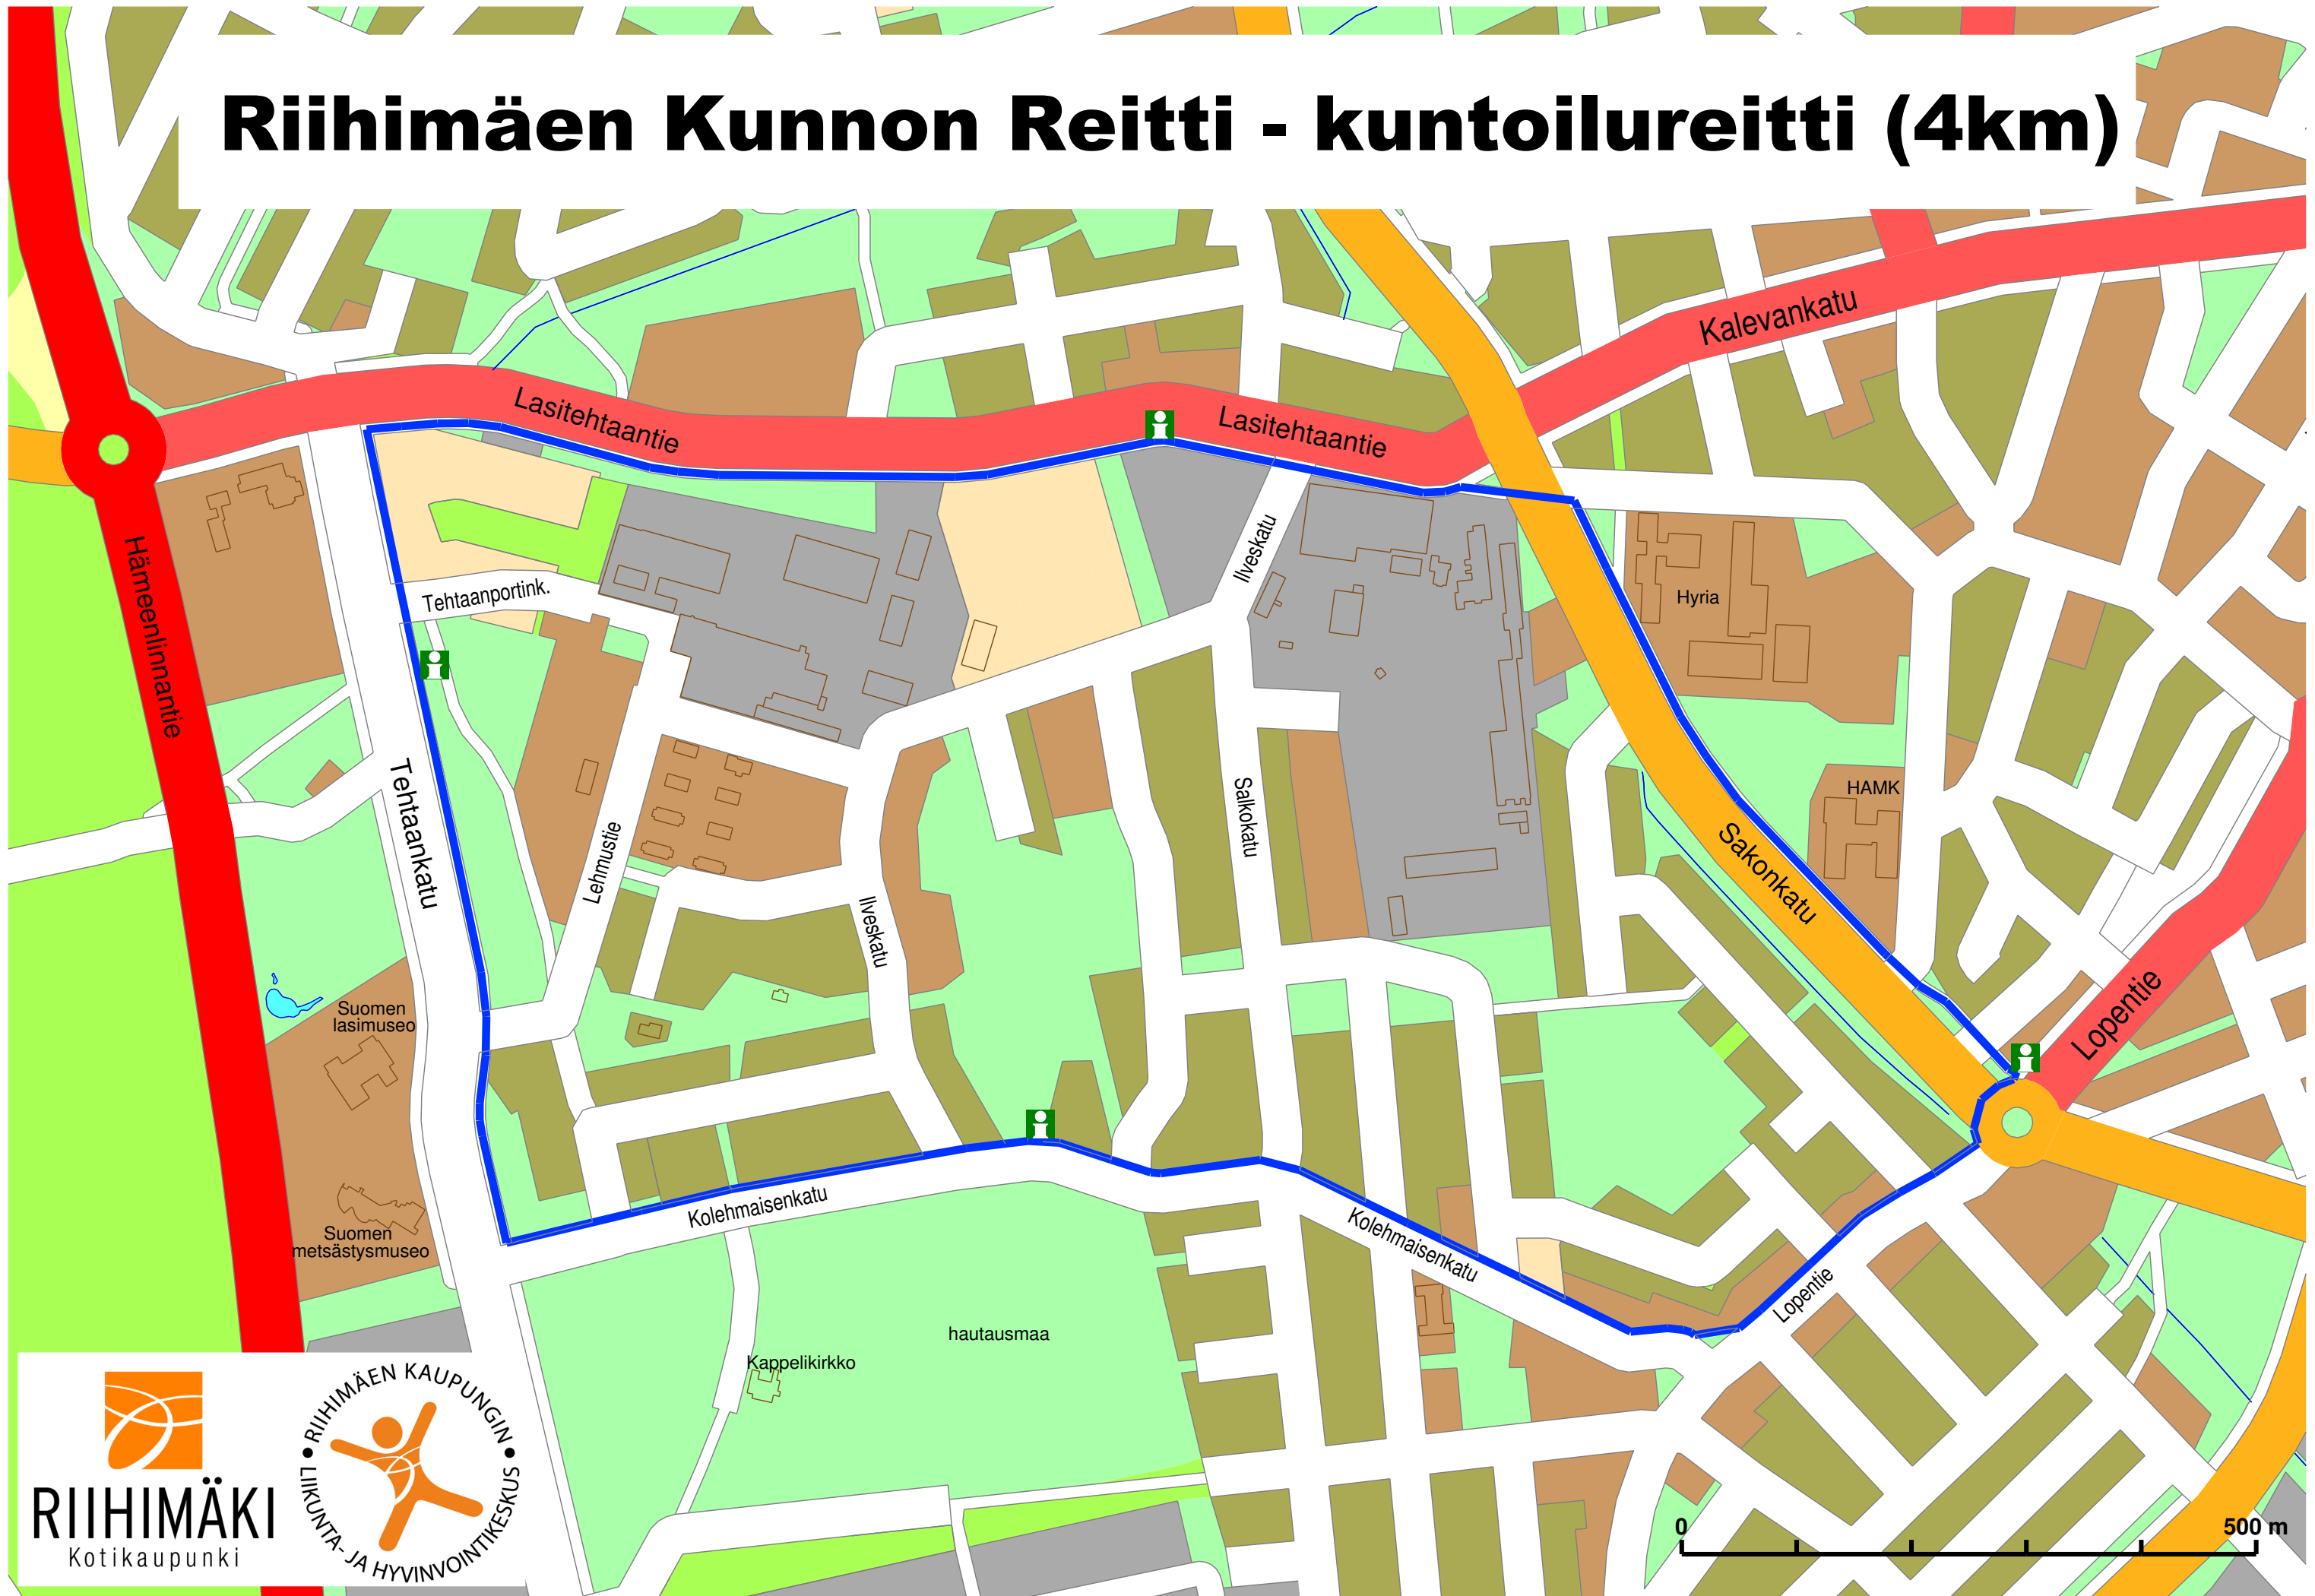 Riihimäen Kunnon Reitti - kuntoilureitti (4km)
Kalevankatu
Lasitehtaantie
Lasitehtaantie
Hämeenlinnantie
Ilveskatu
Tehtaanportink.
Hyria
Tehtaankatu
Lehmustie
Salkokatu
HAMK
Sakonkatu
Ilveskatu
Lopentie
Suomen
lasimuseo
Kolehmaisenkatu
Suomen
metsästysmuseo
Kolehmaisenkatu
Lopentie
hautausmaa
Kappelikirkko
RIIHIMÄKI
Kotikaupunki
RIIHIMÄEN KAUPUNGIN
LIIKUNTA- JA HYVINVOINTIKESKUS
0 500 m